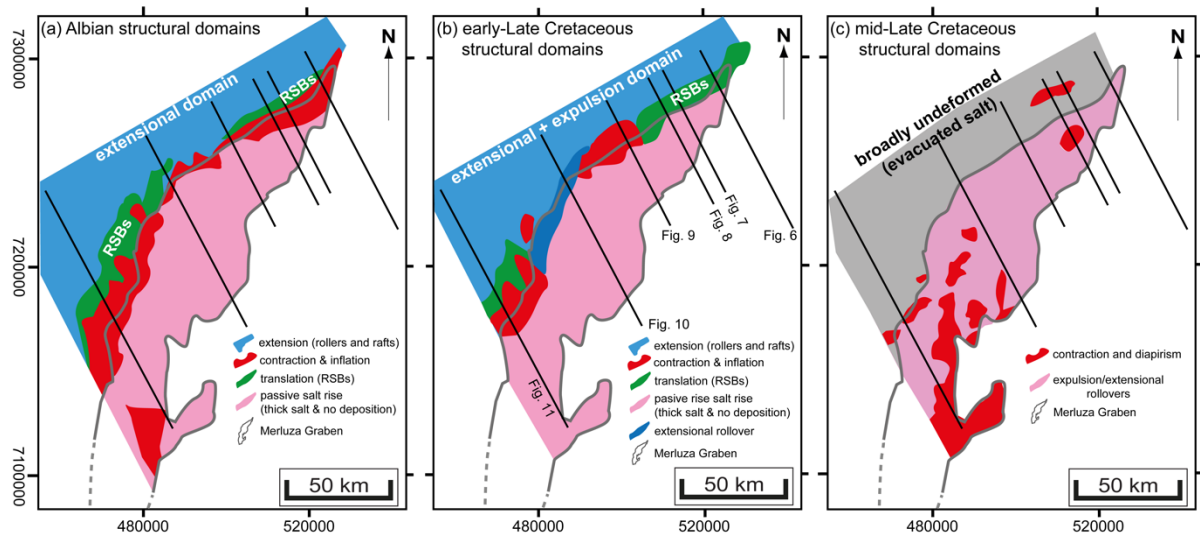 (a) Albian structural domains
N
7300000
7200000
7100000
extensional domain
RSBs
RSBs
extension (rollers and rafts)
contraction & inflation
translation (RSBs)
passive rise salt rise
(thick salt & no deposition)
Merluza Graben
50 km
480000
520000
(b) early-Late Cretaceous
structural domains
N
extensional + expulsion domain
RSBs
Fig. 7
Fig. 8
Fig. 6
Fig. 9
Fig. 10
Fig. 11
extension (rollers and rafts)
contraction & inflation
translation (RSBs)
passive rise salt rise
(thick salt & no deposition)
extensional rollover
Merluza Graben
50 km
480000
520000
(c) mid-Late Cretaceous
structural domains
N
broadly undeformed
(evacuated salt)
contraction and diapirism
expulsion/extensional
rollovers
Merluza Graben
50 km
480000
520000